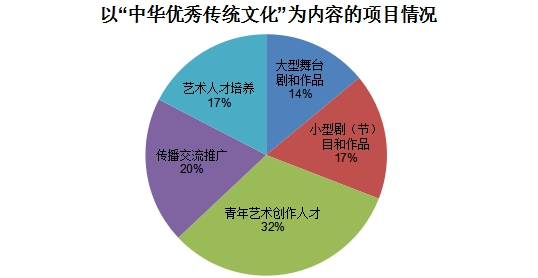 以“中华优秀传统文化”为内容的项目情况
大型舞台
剧和作品
14%
小型剧（节）
目和作品
17%
青年艺术创作人才
32%
传播交流推广
20%
艺术人才培养
17%